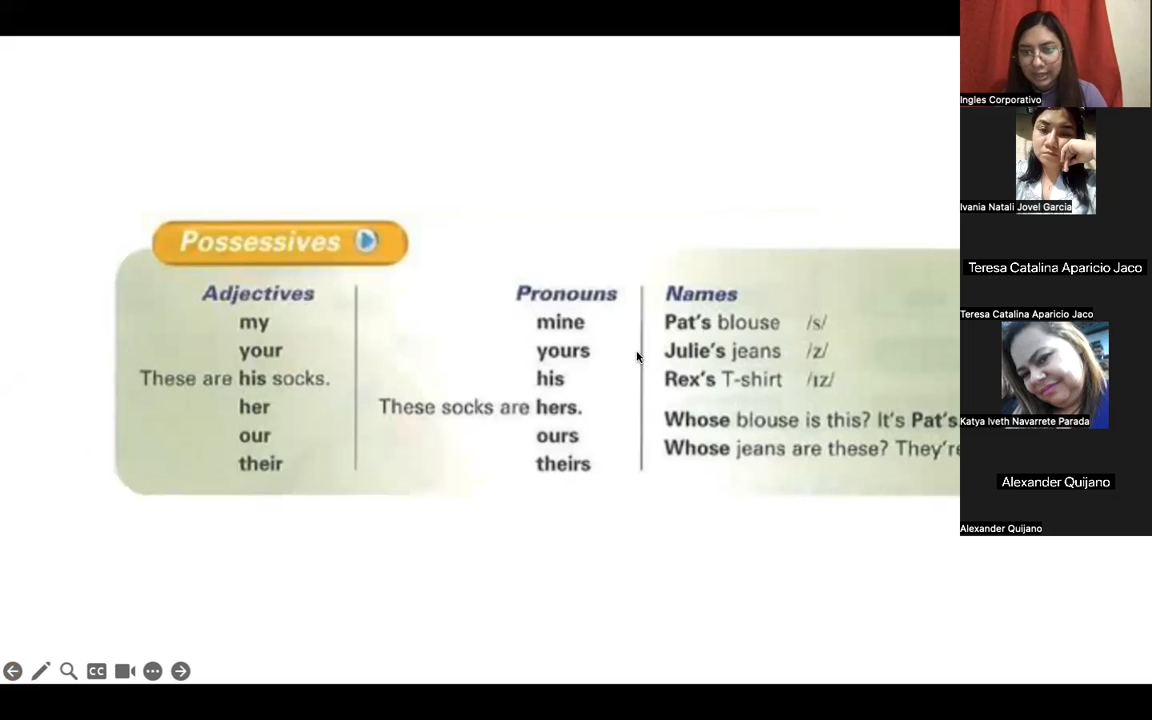 Possessives
Adjectives
my
your
These are his socks.
her
our
their
Pronouns
mine
yours
his
These socks are hers.
ours
theirs
Names
Pat's blouse /s/
Julie's jeans /z/
Rex's T-shirt /ɪz/
Whose blouse is this? It's Pat's
Whose jeans are these? They're
CC
Ingles Corporativo
Ivania Natali Jovel Garcia
Teresa Catalina Aparicio Jaco
Teresa Catalina Aparicio Jaco
Katya Iveth Navarrete Parada
Alexander Quijano
Alexander Quijano